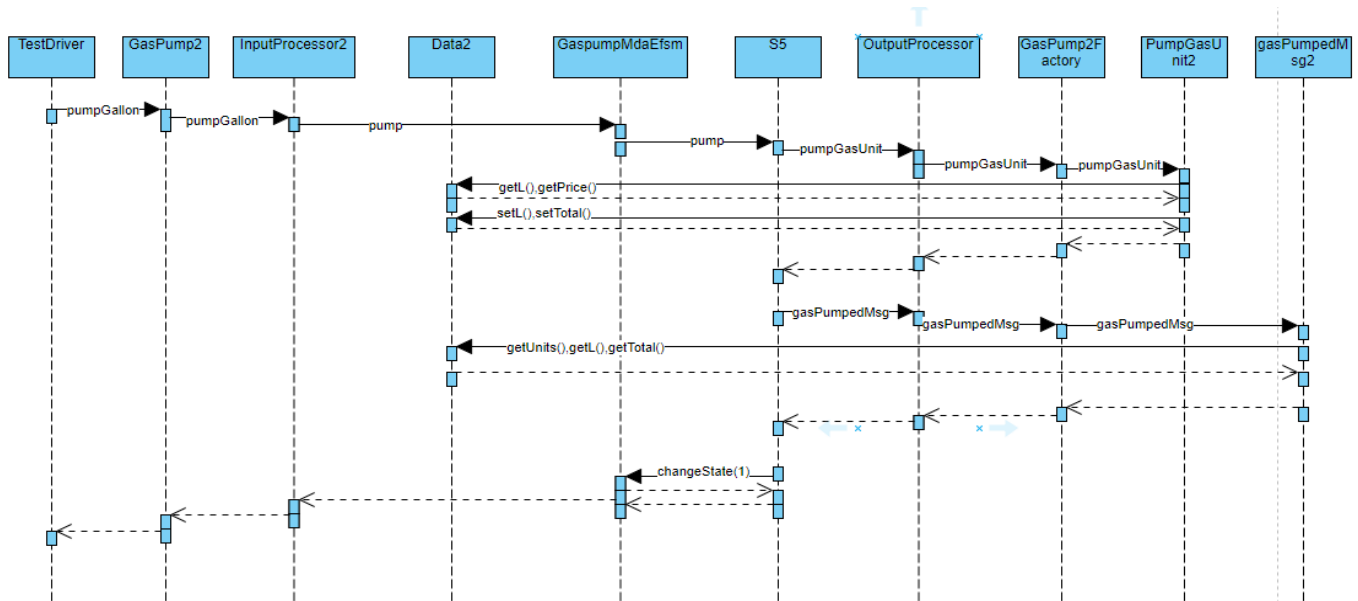 TestDriver
GasPump2
InputProcessor2
Data2
GaspumpMdaEfsm
S5
OutputProcessor
GasPump2F
actory
PumpGasU
nit2
gasPumpedM
sg2
pumpGallon
pumpGallon
pump
pump
pumpGasUnit
pumpGasUnit
pumpGasUnit
getL(),getPrice()
setL(),setTotal()
gasPumpedMsg
gasPumpedMsg
gasPumpedMsg
getUnits(),getL(),getTotal()
changeState(1)